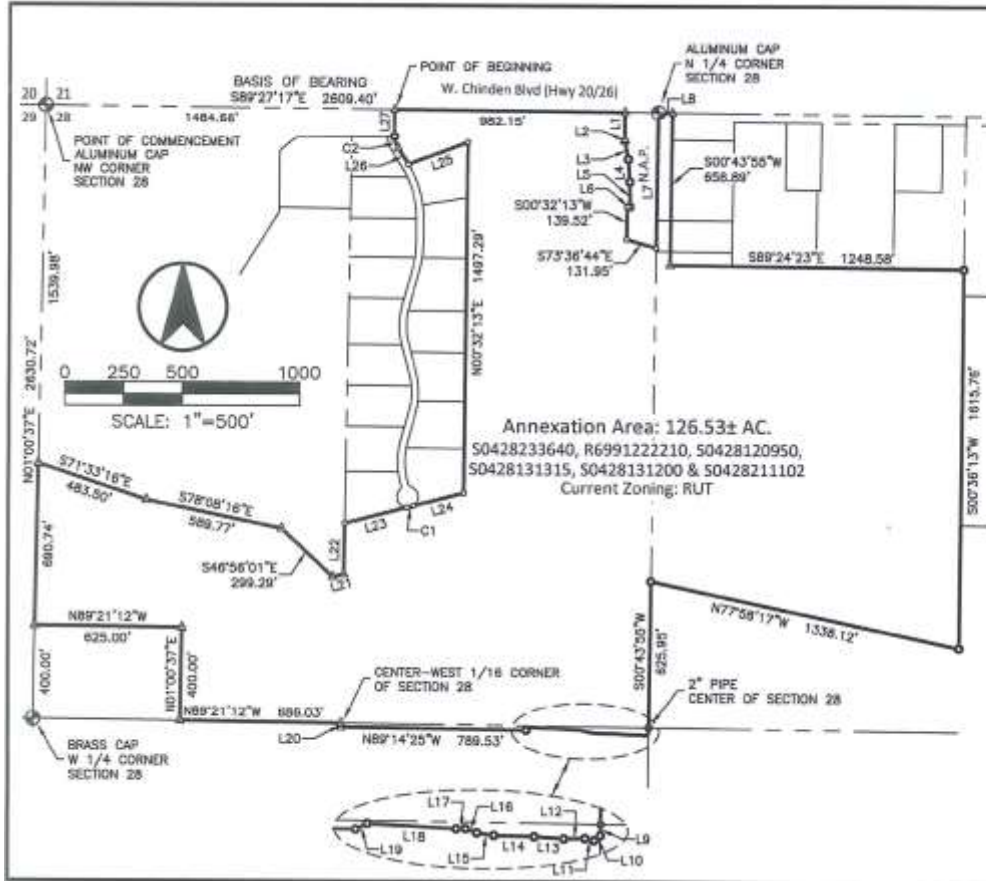 ALUMINUM CAP
N 1/4 CORNER
SECTION 28
POINT OF BEGINNING
BASIS OF BEARING
S89°27'17"E 2609.40'
W. Chinden Blvd (Hwy 20/26)
L8
20 21
29 28
1484.66'
982.15'
L27
L1
C2
L2
L26
L25
L3
L4
L5
L6
N.A.P.
L7
POINT OF COMMENCEMENT
ALUMINUM CAP
NW CORNER
SECTION 28
S00°43'55"W
658.89'
S00°32'13"W
139.52'
S73°36'44"E
131.95'
S89°24'23"E 1248.58'
1539.98'
N01°00'37"E 2630.72'
N00°32'13"E 1497.29'
0 250 500 1000
SCALE: 1"=500'
Annexation Area: 126.53± AC.
S0428233640, R6991222210, S0428120950,
S0428131315, S0428131200 & S0428211102
Current Zoning: RUT
S00°36'13"W 1615.76'
S71°33'16"E
483.50'
S78°08'16"E
589.77'
L23
L24
C1
L22
L21
S46°56'01"E
299.29'
690.74'
N77°58'17"W 1338.12'
N89°21'12"W
625.00'
400.00'
N01°00'37"E
400.00'
S00°43'55"W
625.95'
CENTER-WEST 1/16 CORNER
OF SECTION 28
2" PIPE
CENTER OF SECTION 28
N89°21'12"W 686.03'
L20
N89°14'25"W 789.53'
BRASS CAP
W 1/4 CORNER
SECTION 28
L17
L16
L12
L9
L19
L18
L15
L14
L13
L11
L10